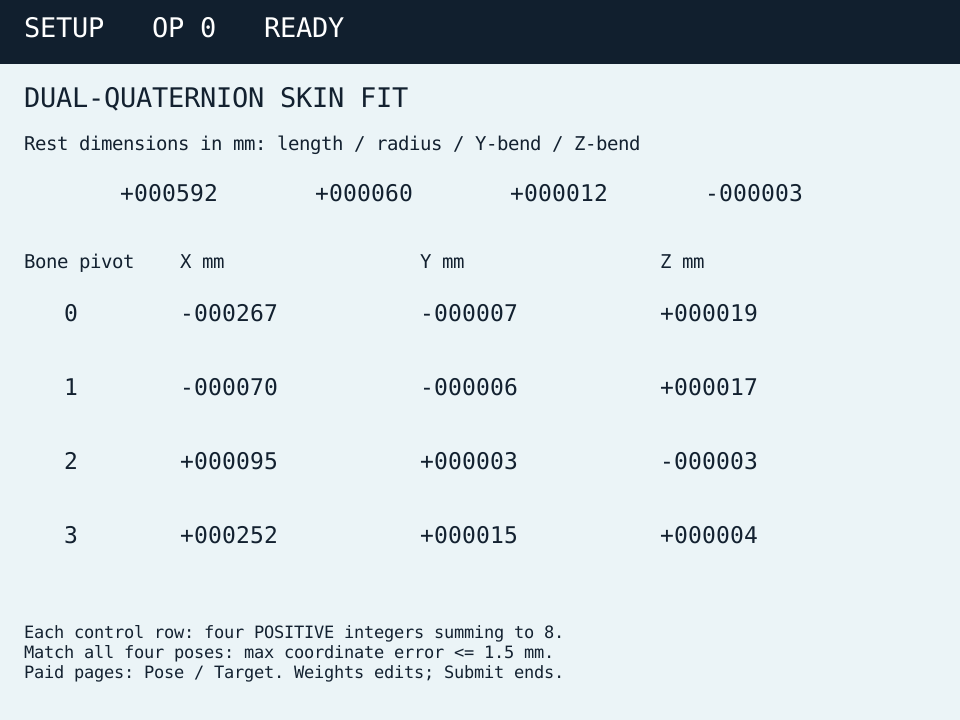 SETUP   OP 0   READY
DUAL-QUATERNION SKIN FIT
Rest dimensions in mm: length / radius / Y-bend / Z-bend
+000592   +000060   +000012   -000003
Bone pivot   X mm   Y mm   Z mm
0   -000267   -000007   +000019
1   -000070   -000006   +000017
2   +000095   +000003   -000003
3   +000252   +000015   +000004
Each control row: four POSITIVE integers summing to 8.
Match all four poses: max coordinate error <= 1.5 mm.
Paid pages: Pose / Target. Weights edits; Submit ends.